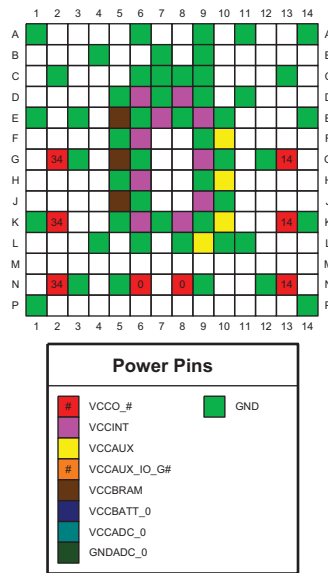 1 2 3 4 5 6 7 8 9 10 11 12 13 14
A A
B B
C C
D D
E E
F F
G 34 14 G
H H
J J
K 34 14 K
L L
M M
N 34 0 0 14 N
P P
1 2 3 4 5 6 7 8 9 10 11 12 13 14
Power Pins
# VCCO_# GND
VCCINT
VCCAUX
# VCCAUX_IO_G#
VCCBRAM
VCCBATT_0
VCCADC_0
GNDADC_0